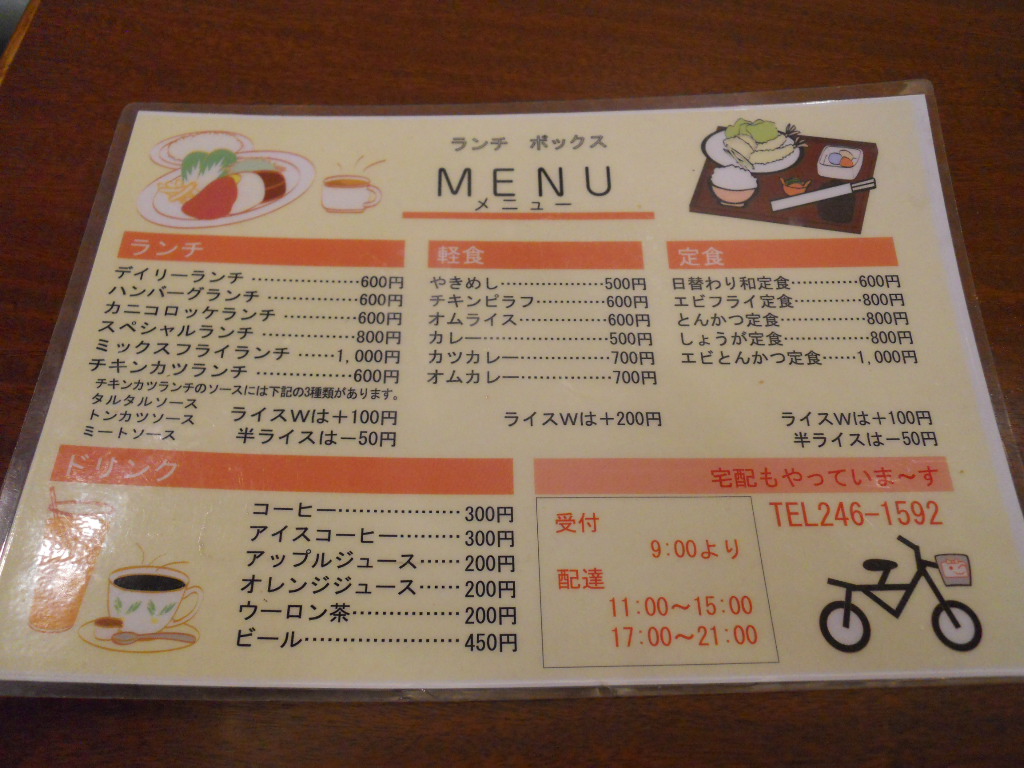 ランチ ボックス
MENU
メニュー
ランチ
デイリーランチ ……………600円
ハンバーグランチ …………600円
カニコロッケランチ ………600円
スペシャルランチ …………800円
ミックスフライランチ ……1,000円
チキンカツランチ …………600円
チキンカツランチのソースには下記の3種類があります。
タルタルソース
トンカツソース
ミートソース
ライスWは＋100円
半ライスは－50円
軽食
やきめし…………………500円
チキンピラフ……………600円
オムライス………………600円
カレー……………………500円
カツカレー………………700円
オムカレー………………700円
ライスWは＋200円
定食
日替わり和定食…………600円
エビフライ定食…………800円
とんかつ定食……………800円
しょうが定食……………800円
エビとんかつ定食……1,000円
ライスWは＋100円
半ライスは－50円
ドリンク
コーヒー…………………300円
アイスコーヒー…………300円
アップルジュース………200円
オレンジジュース………200円
ウーロン茶………………200円
ビール……………………450円
宅配もやっていま～す
TEL246-1592
受付
9:00より
配達
11:00～15:00
17:00～21:00